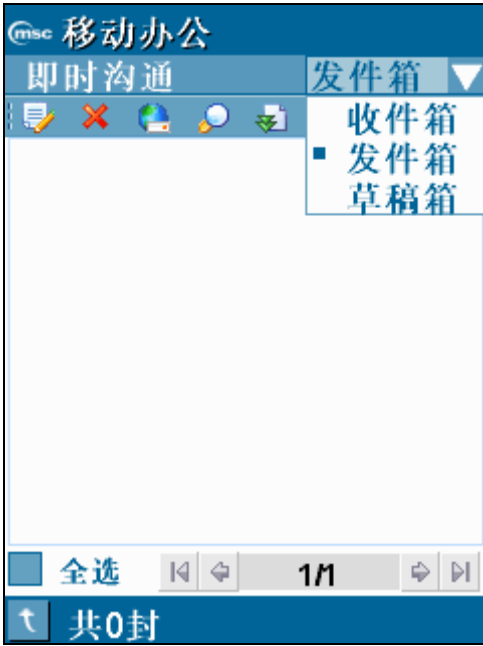 msc 移动办公
即时沟通 发件箱
收件箱
发件箱
草稿箱
全选 1/1
共0封